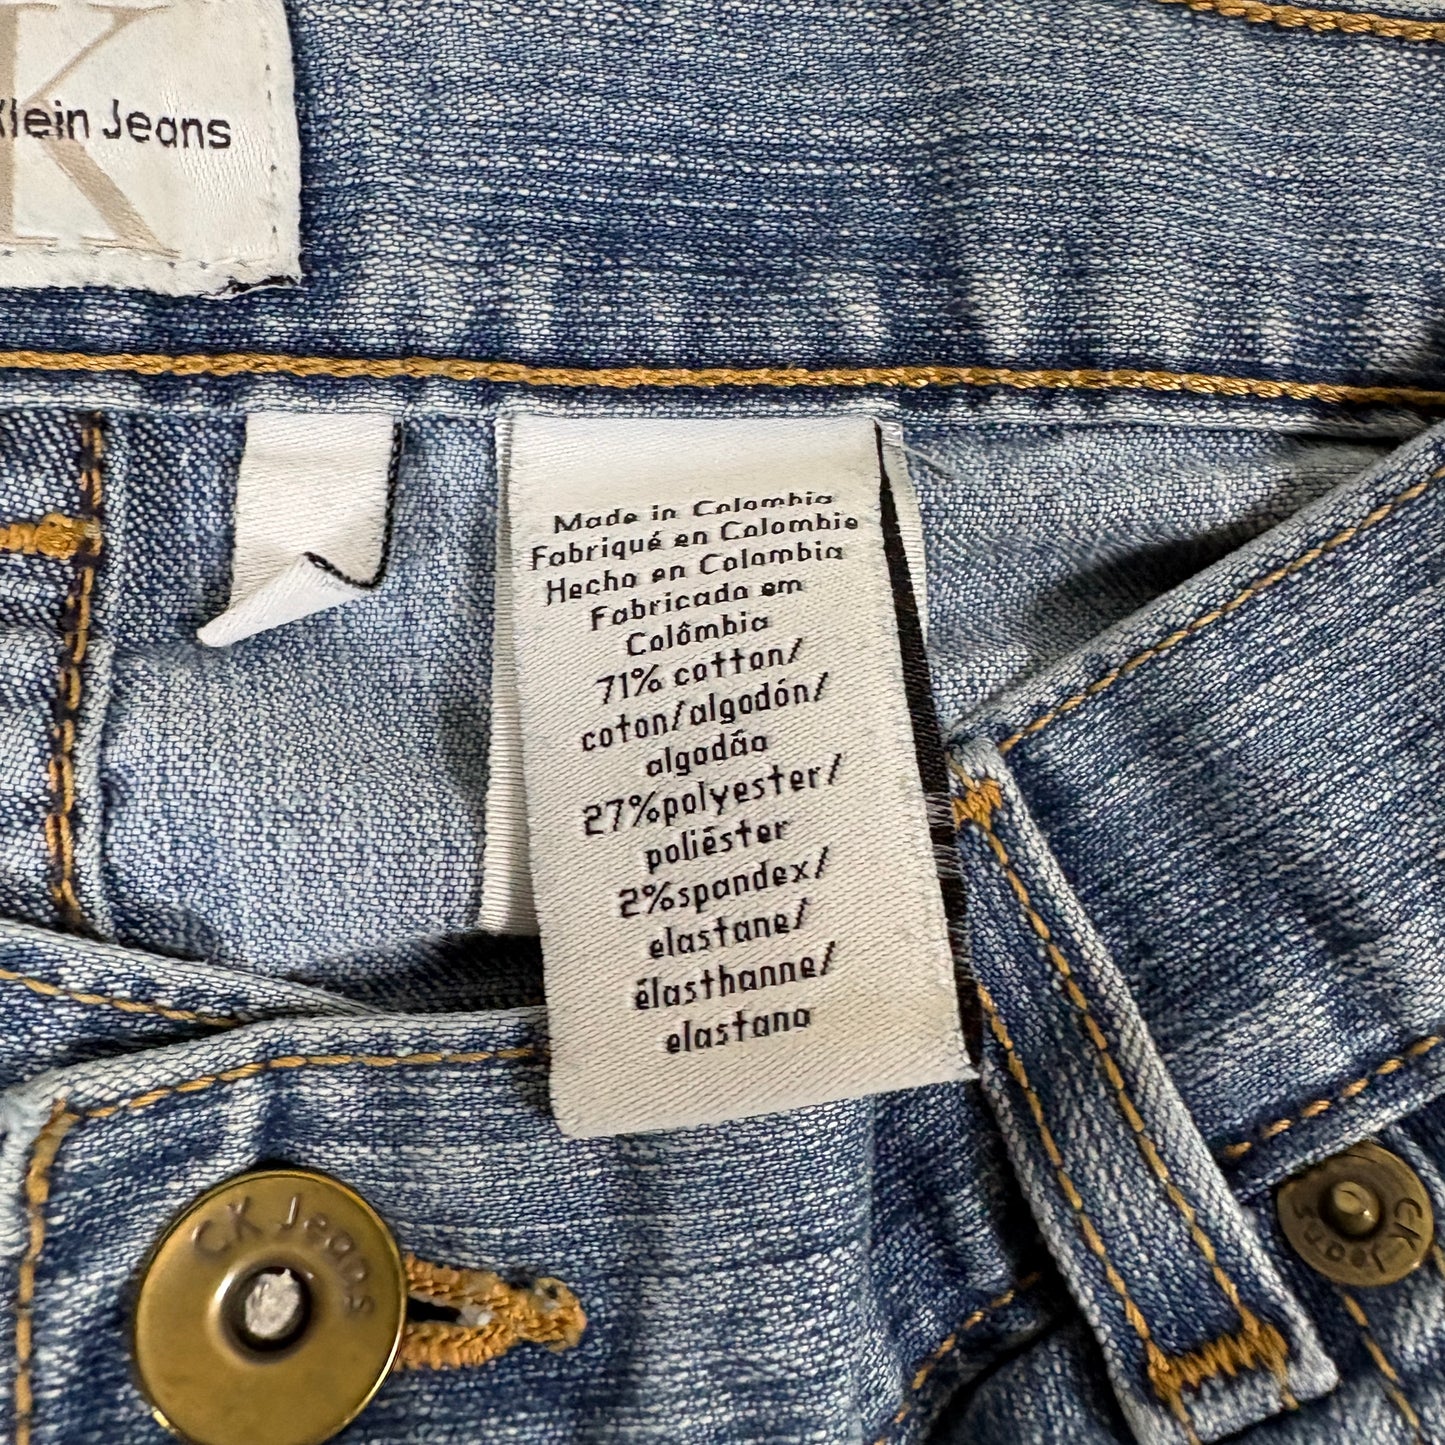 K
Klein Jeans
Made in Colombia
Fabriqué en Colombie
Hecho en Colombia
Fabricado em
Colômbia
71% cotton/
coton/algodón/
algodão
27%polyester/
poliéster
2%spandex/
elastane/
élasthanne/
elastano
CK Jeans
CK Jeans